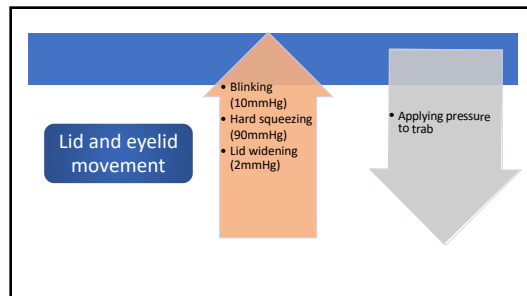 Lid and eyelid
movement
• Blinking
(10mmHg)
• Hard squeezing
(90mmHg)
• Lid widening
(2mmHg)
• Applying pressure
to trab